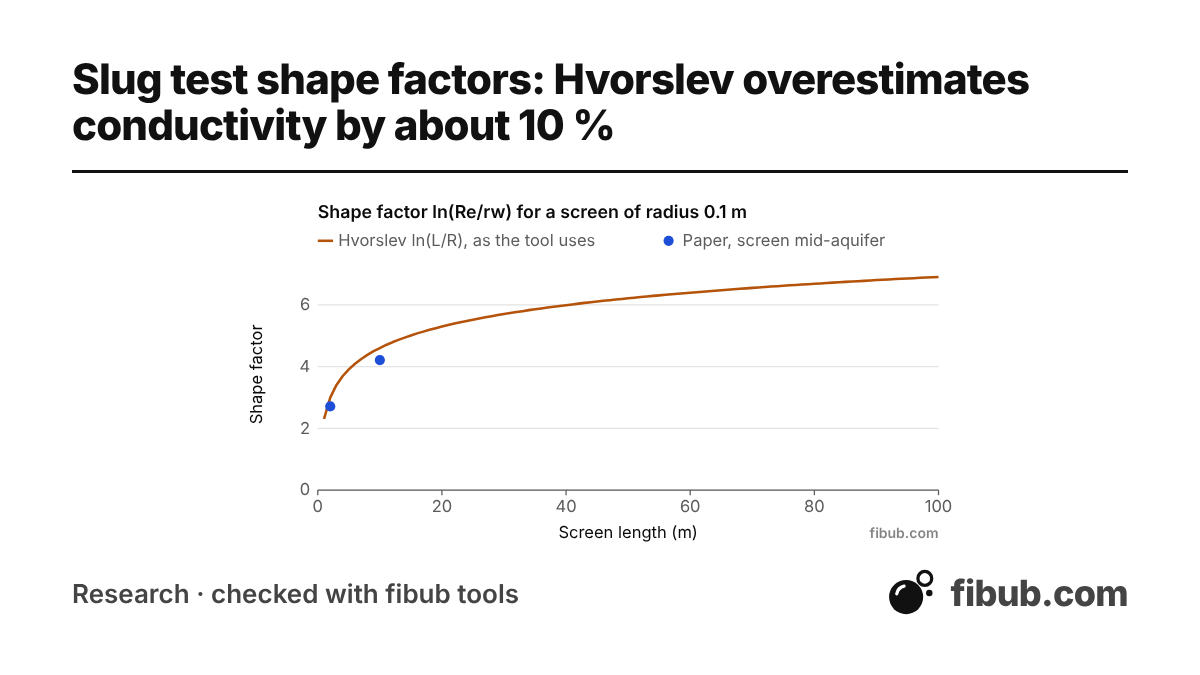 Slug test shape factors: Hvorslev overestimates
conductivity by about 10 %
Shape factor ln(Re/rw) for a screen of radius 0.1 m
Hvorslev ln(L/R), as the tool uses
Paper, screen mid-aquifer
6
4
2
0
Shape factor
0 20 40 60 80 100
Screen length (m)
fibub.com
Research · checked with fibub tools
fibub.com